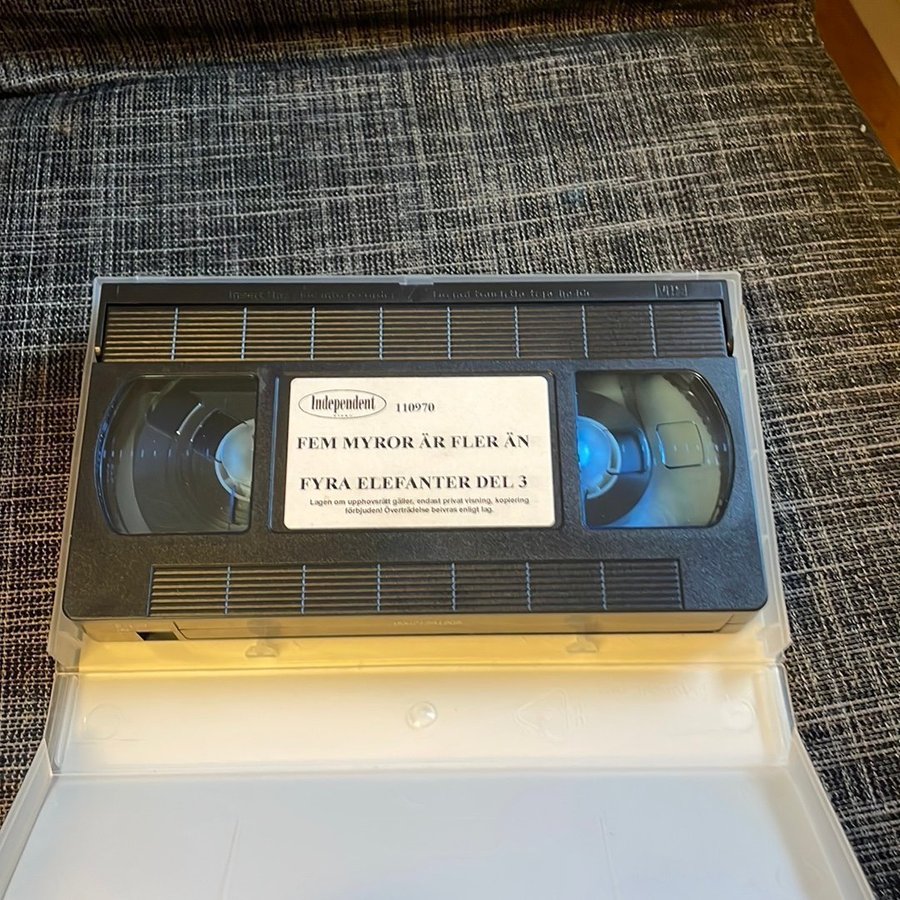 VHS
Independent
110970
FEM MYROR ÄR FLER ÄN
FYRA ELEFANTER DEL 3
Lagen om upphovsrätt gäller, endast privat visning, kopiering
förbjuden! Överträdelse beivras enligt lag.